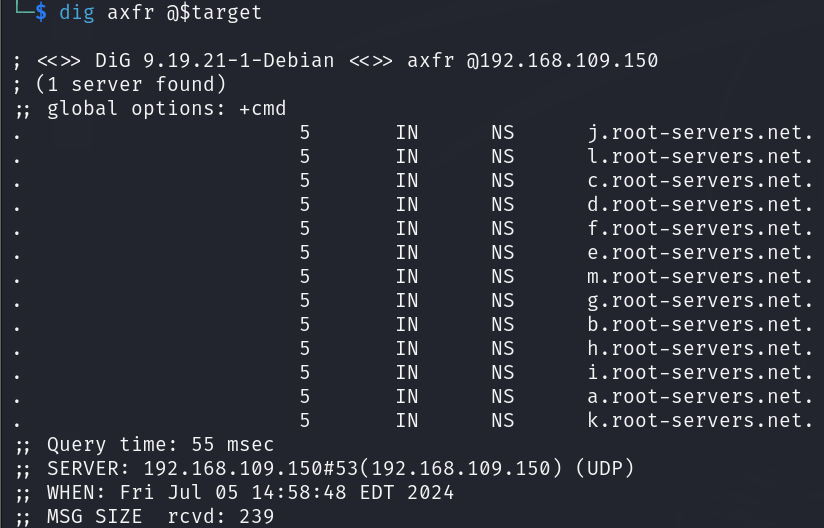 └─$ dig axfr @$target
; <<>> DiG 9.19.21-1-Debian <<>> axfr @192.168.109.150
; (1 server found)
;; global options: +cmd
. 5 IN NS j.root-servers.net.
. 5 IN NS l.root-servers.net.
. 5 IN NS c.root-servers.net.
. 5 IN NS d.root-servers.net.
. 5 IN NS f.root-servers.net.
. 5 IN NS e.root-servers.net.
. 5 IN NS m.root-servers.net.
. 5 IN NS g.root-servers.net.
. 5 IN NS b.root-servers.net.
. 5 IN NS h.root-servers.net.
. 5 IN NS i.root-servers.net.
. 5 IN NS a.root-servers.net.
. 5 IN NS k.root-servers.net.
;; Query time: 55 msec
;; SERVER: 192.168.109.150#53(192.168.109.150) (UDP)
;; WHEN: Fri Jul 05 14:58:48 EDT 2024
;; MSG SIZE  rcvd: 239